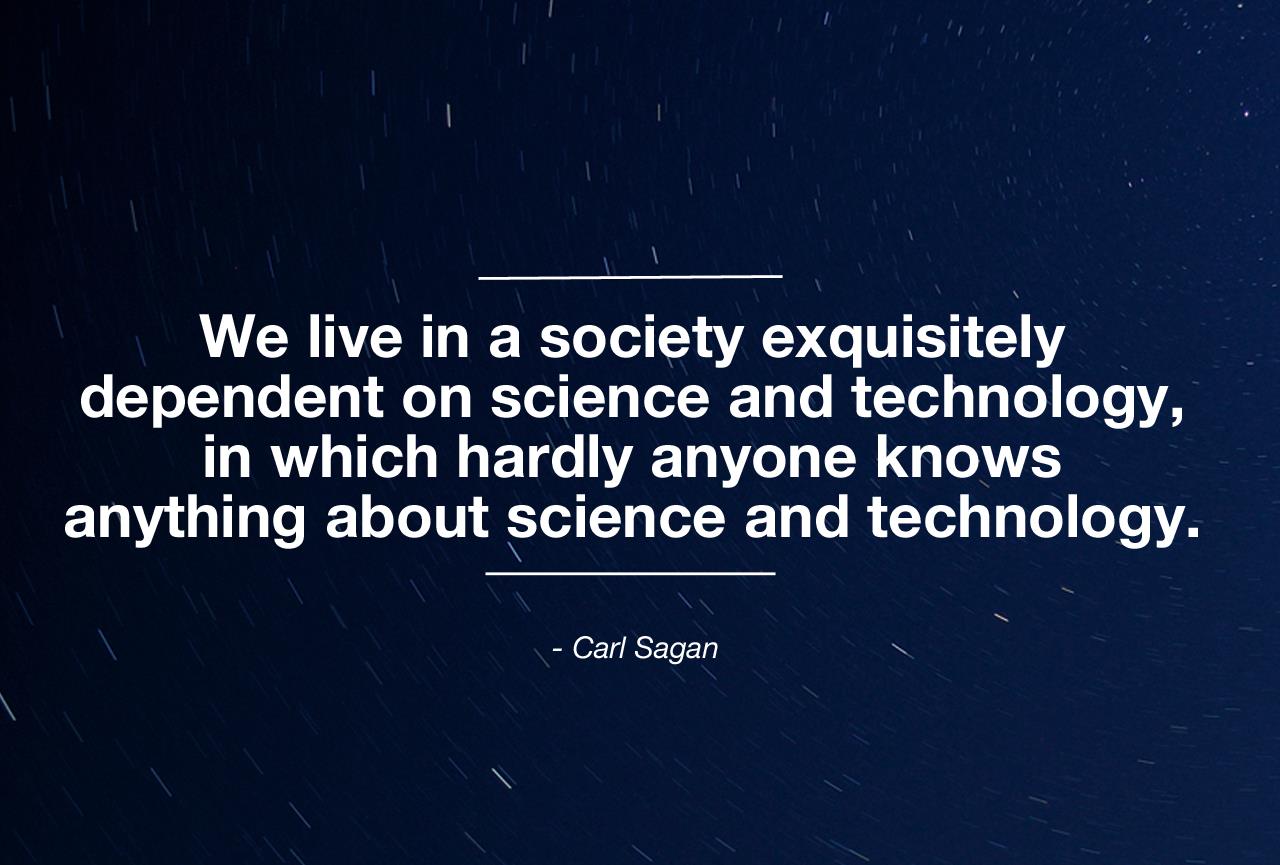 We live in a society exquisitely
dependent on science and technology,
in which hardly anyone knows
anything about science and technology.
- Carl Sagan